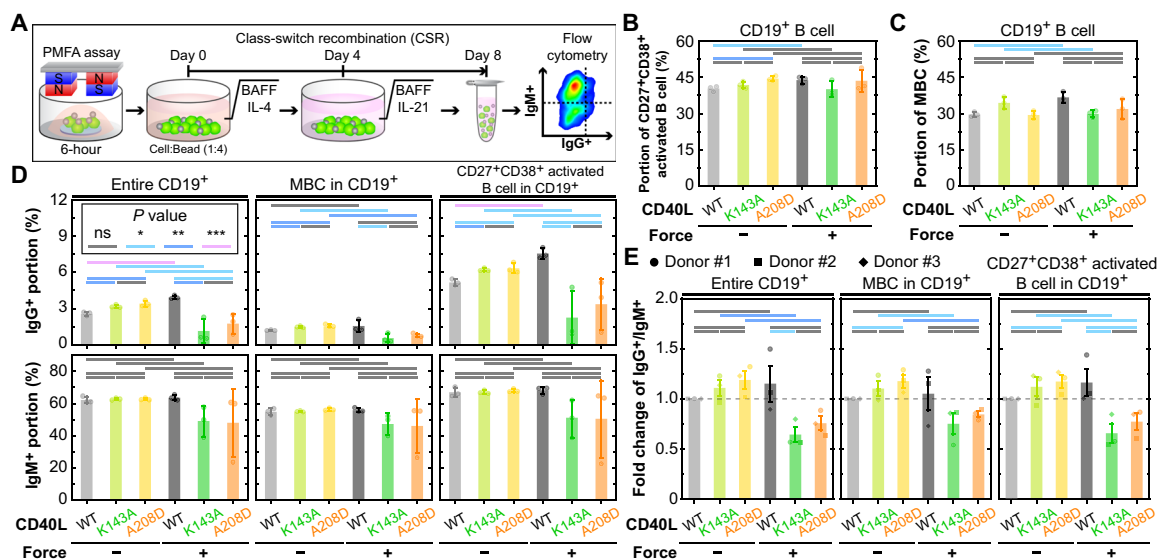 A
Class-switch recombination (CSR)
PMFA assay
Day 0
Day 4
Day 8
Flow
cytometry
S
N
N
S
BAFF
IL-4
BAFF
IL-21
IgM+
IgG+
6-hour
Cell:Bead (1:4)
B
CD19+ B cell
Portion of CD27+CD38+
activated B cell (%)
60
45
30
15
0
CD40L
WT
K143A
A208D
WT
K143A
A208D
Force
–
+
C
CD19+ B cell
Portion of MBC (%)
60
45
30
15
0
CD40L
WT
K143A
A208D
WT
K143A
A208D
Force
–
+
D
Entire CD19+
MBC in CD19+
CD27+CD38+ activated
B cell in CD19+
IgG+ portion (%)
12
9
6
3
0
P value
ns
*
**
***
IgM+ portion (%)
80
60
40
20
0
CD40L
WT
K143A
A208D
WT
K143A
A208D
WT
K143A
A208D
WT
K143A
A208D
WT
K143A
A208D
WT
K143A
A208D
Force
–
+
–
+
–
+
E
Donor #1
Donor #2
Donor #3
Entire CD19+
MBC in CD19+
CD27+CD38+ activated
B cell in CD19+
Fold change of IgG+/IgM+
2.0
1.5
1.0
0.5
0.0
CD40L
WT
K143A
A208D
WT
K143A
A208D
WT
K143A
A208D
WT
K143A
A208D
WT
K143A
A208D
WT
K143A
A208D
Force
–
+
–
+
–
+